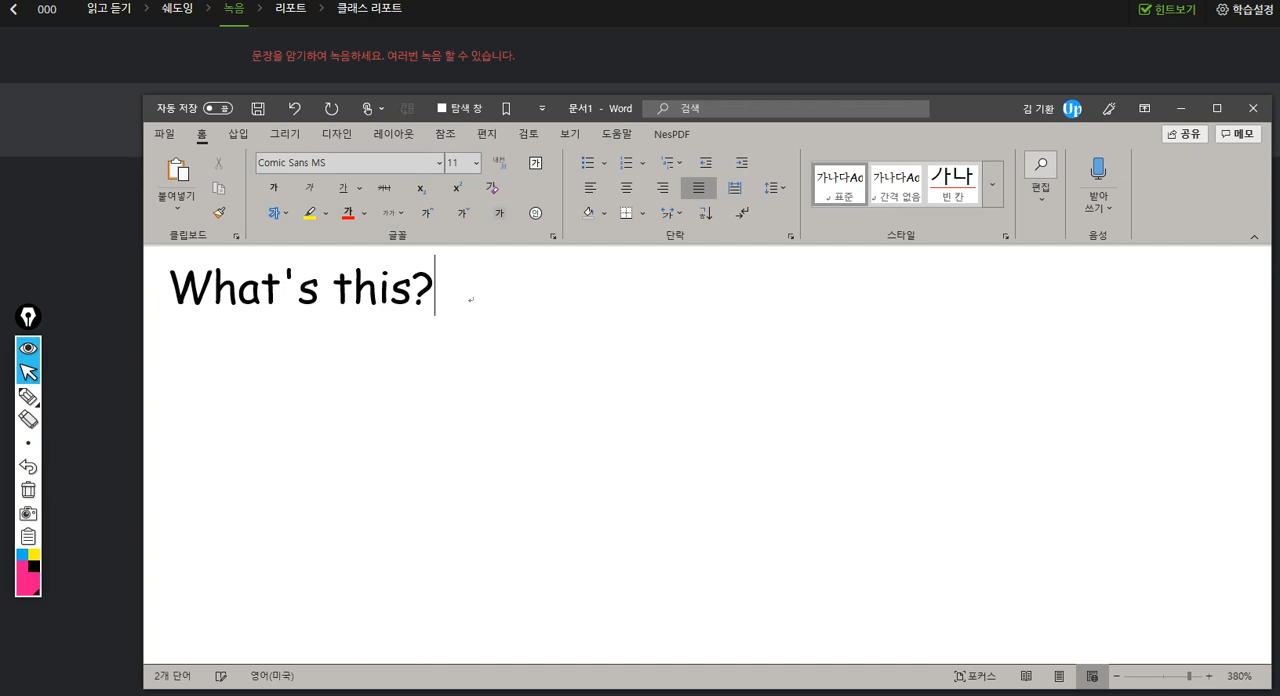 000 읽고 듣기 쉐도잉 녹음 리포트 클래스 리포트 힌트보기 학습설정
문장을 암기하여 녹음하세요. 여러번 녹음 할 수 있습니다.
자동 저장 끔 탐색 창 문서1 - Word 검색 김 기환 Up
파일 홈 삽입 그리기 디자인 레이아웃 참조 편지 검토 보기 도움말 NesPDF 공유 메모
Comic Sans MS 11
붙여넣기
가나다Ac 가나다Ac 가나
표준 간격 없음 빈 칸
편집
받아
쓰기
클립보드 글꼴 단락 스타일 음성
What's this?
2개 단어 영어(미국) 포커스 380%